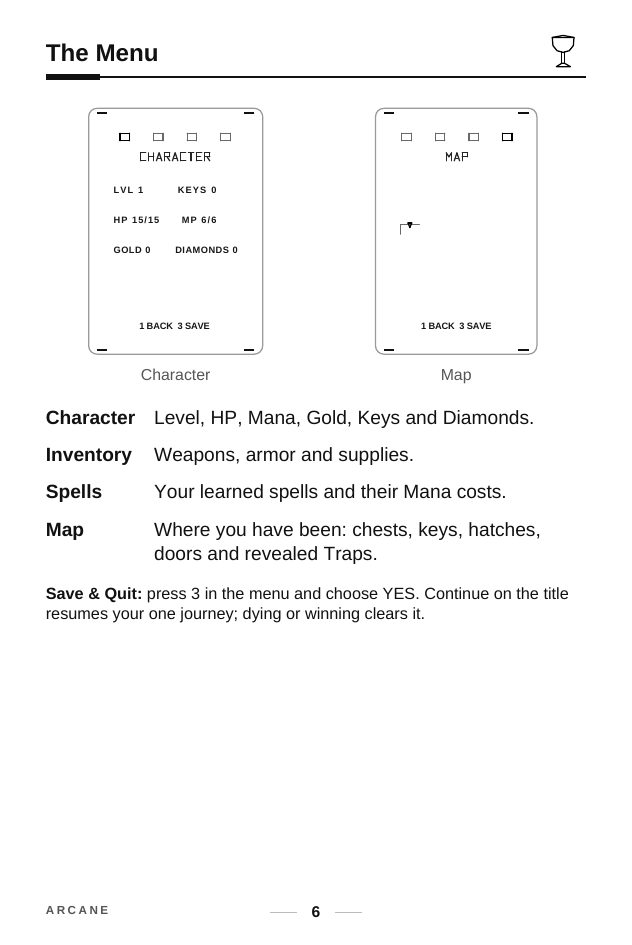 The Menu
CHARACTER
LVL 1 KEYS 0
HP 15/15 MP 6/6
GOLD 0 DIAMONDS 0
1 BACK 3 SAVE
Character
MAP
1 BACK 3 SAVE
Map
Character Level, HP, Mana, Gold, Keys and Diamonds.
Inventory Weapons, armor and supplies.
Spells Your learned spells and their Mana costs.
Map Where you have been: chests, keys, hatches,
doors and revealed Traps.
Save & Quit: press 3 in the menu and choose YES. Continue on the title
resumes your one journey; dying or winning clears it.
ARCANE 6